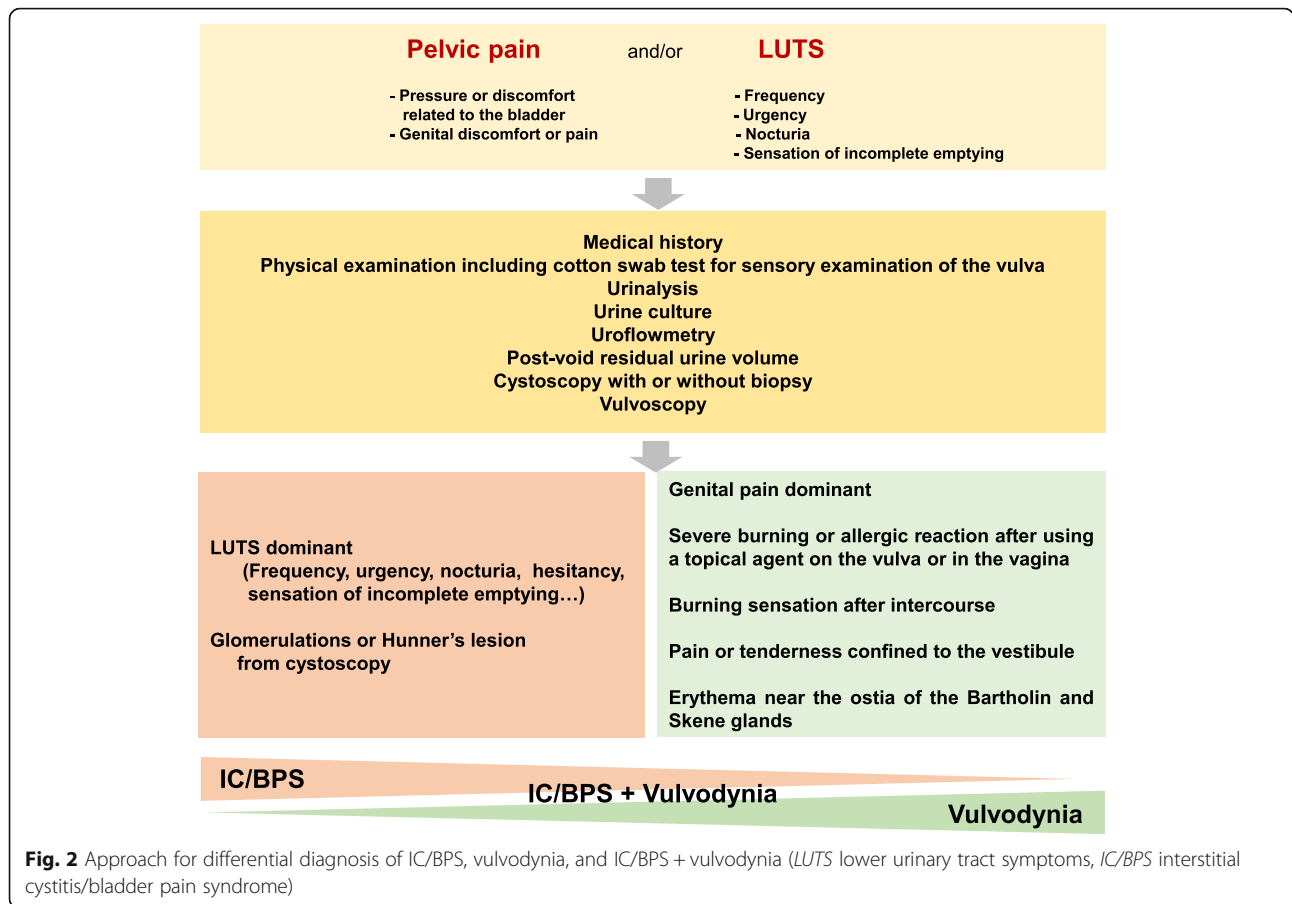 Pelvic pain and/or LUTS
- Pressure or discomfort
related to the bladder
- Genital discomfort or pain
- Frequency
- Urgency
- Nocturia
- Sensation of incomplete emptying
Medical history
Physical examination including cotton swab test for sensory examination of the vulva
Urinalysis
Urine culture
Uroflowmetry
Post-void residual urine volume
Cystoscopy with or without biopsy
Vulvoscopy
LUTS dominant
(Frequency, urgency, nocturia, hesitancy,
sensation of incomplete emptying…)
Glomerulations or Hunner's lesion
from cystoscopy
Genital pain dominant
Severe burning or allergic reaction after using
a topical agent on the vulva or in the vagina
Burning sensation after intercourse
Pain or tenderness confined to the vestibule
Erythema near the ostia of the Bartholin and
Skene glands
IC/BPS
IC/BPS + Vulvodynia
Vulvodynia
Fig. 2 Approach for differential diagnosis of IC/BPS, vulvodynia, and IC/BPS + vulvodynia (LUTS lower urinary tract symptoms, IC/BPS interstitial
cystitis/bladder pain syndrome)